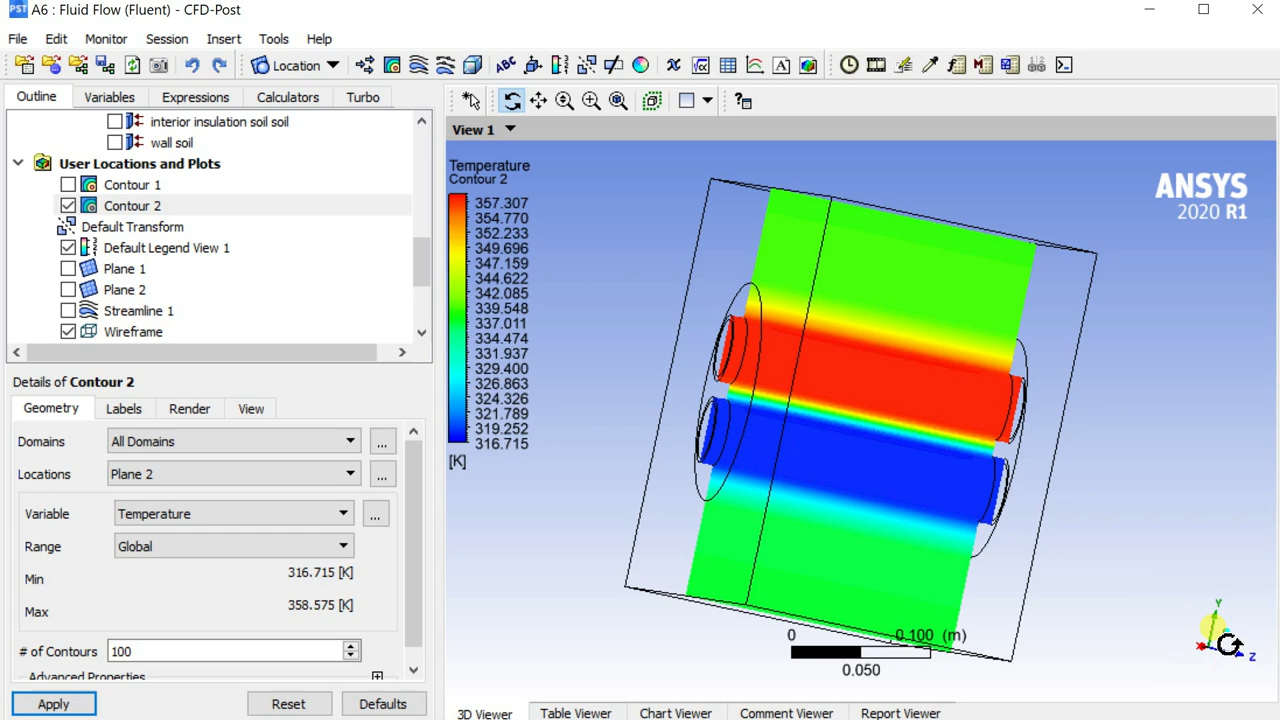 PST A6 : Fluid Flow (Fluent) - CFD-Post
File Edit Monitor Session Insert Tools Help
Location
ABC
A
Outline Variables Expressions Calculators Turbo
interior insulation soil soil
wall soil
User Locations and Plots
Contour 1
Contour 2
Default Transform
Default Legend View 1
Plane 1
Plane 2
Streamline 1
Wireframe
Details of Contour 2
Geometry Labels Render View
Domains All Domains ...
Locations Plane 2 ...
Variable Temperature ...
Range Global
Min 316.715 [K]
Max 358.575 [K]
# of Contours 100
Advanced Properties
Apply Reset Defaults
View 1
Temperature
Contour 2
357.307
354.770
352.233
349.696
347.159
344.622
342.085
339.548
337.011
334.474
331.937
329.400
326.863
324.326
321.789
319.252
316.715
[K]
ANSYS
2020 R1
0 0.100 (m)
0.050
Y
Z
3D Viewer Table Viewer Chart Viewer Comment Viewer Report Viewer